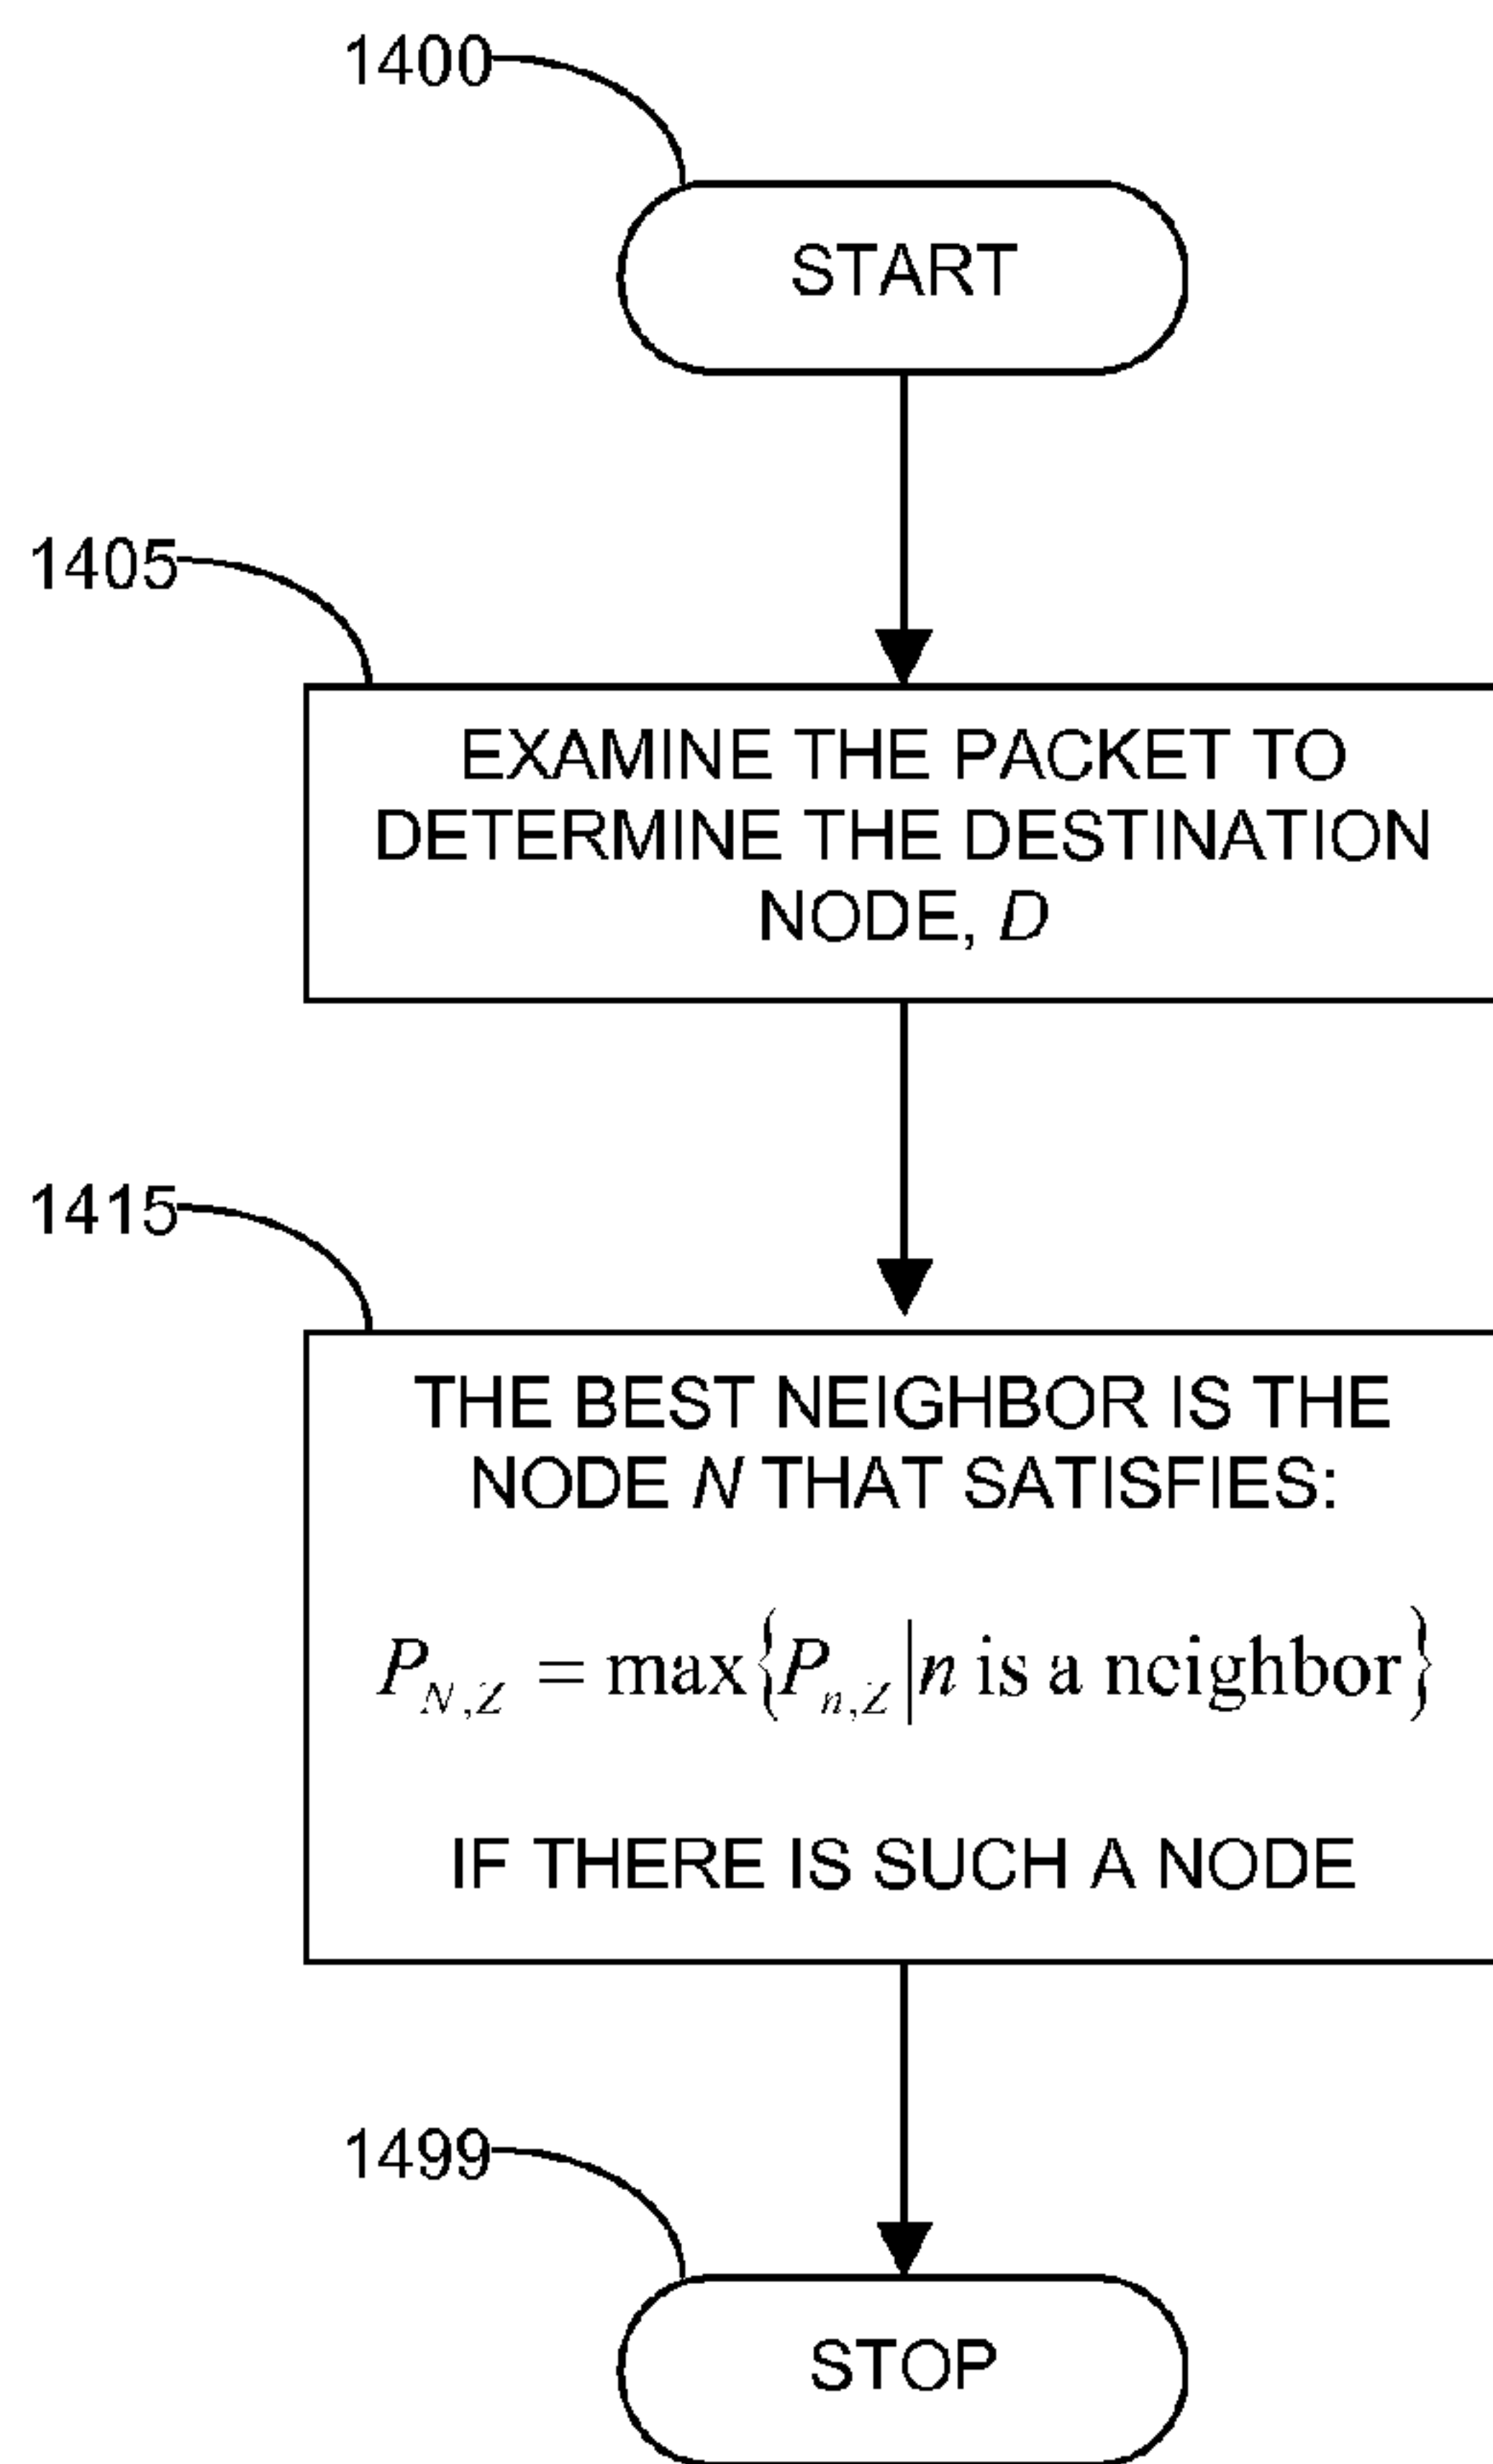 1400
START
1405
EXAMINE THE PACKET TO
DETERMINE THE DESTINATION
NODE, D
1415
THE BEST NEIGHBOR IS THE
NODE N THAT SATISFIES:
P_{N,Z} = max{P_{n,Z}|n is a neighbor}
IF THERE IS SUCH A NODE
1499
STOP